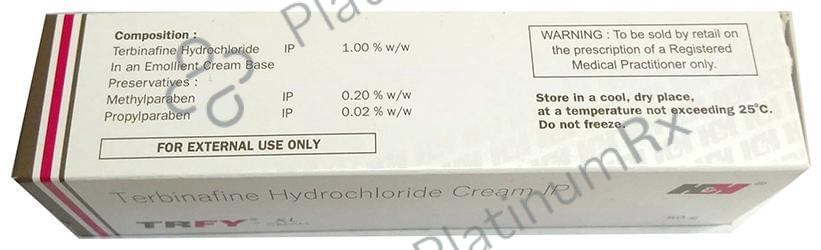 Composition :
Terbinafine Hydrochloride IP 1.00 % w/w
In an Emollient Cream Base
Preservatives :
Methylparaben IP 0.20 % w/w
Propylparaben IP 0.02 % w/w
FOR EXTERNAL USE ONLY
WARNING : To be sold by retail on
the prescription of a Registered
Medical Practitioner only.
Store in a cool, dry place,
at a temperature not exceeding 25°C.
Do not freeze.
Terbinafine Hydrochloride Cream IP
H&H ®
TRFY® XL
CREAM
PlatinumRx